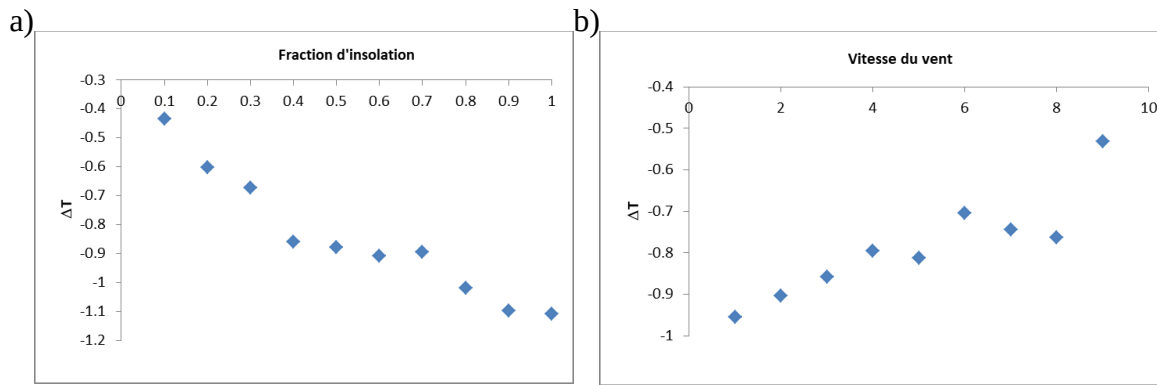 a)
Fraction d'insolation
-0.3
0 0.1 0.2 0.3 0.4 0.5 0.6 0.7 0.8 0.9 1
-0.4
-0.5
-0.6
-0.7
-0.8
-0.9
-1
-1.1
-1.2
ΔT
b)
Vitesse du vent
-0.4
0 2 4 6 8 10
-0.5
-0.6
-0.7
-0.8
-0.9
-1
ΔT